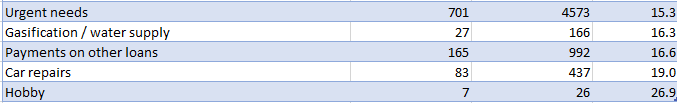 Urgent needs 701 4573 15.3
Gasification / water supply 27 166 16.3
Payments on other loans 165 992 16.6
Car repairs 83 437 19.0
Hobby 7 26 26.9